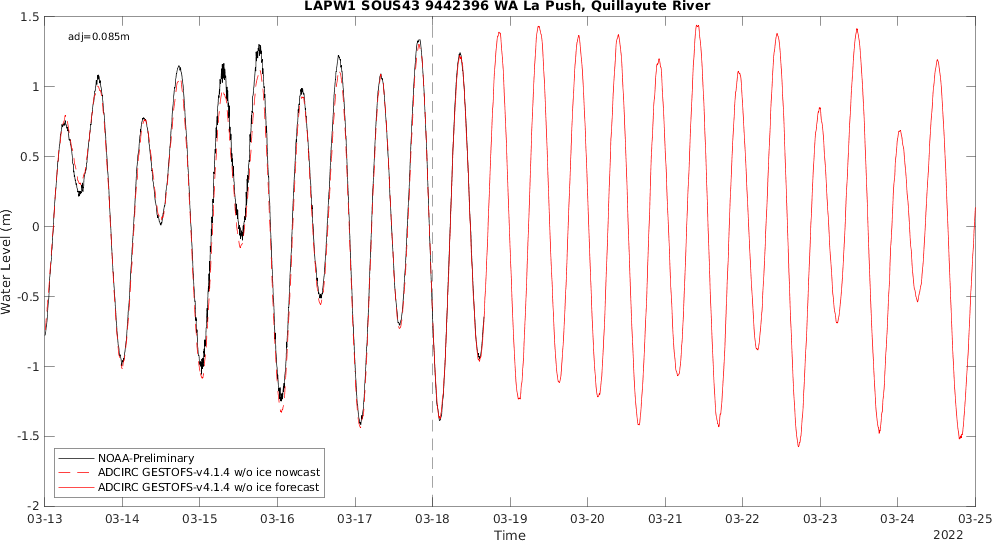 LAPW1 SOUS43 9442396 WA La Push, Quillayute River
adj=0.085m
1.5
1
0.5
0
-0.5
-1
-1.5
-2
Water Level (m)
NOAA-Preliminary
ADCIRC GESTOFS-v4.1.4 w/o ice nowcast
ADCIRC GESTOFS-v4.1.4 w/o ice forecast
03-13 03-14 03-15 03-16 03-17 03-18 03-19 03-20 03-21 03-22 03-23 03-24 03-25
Time
2022